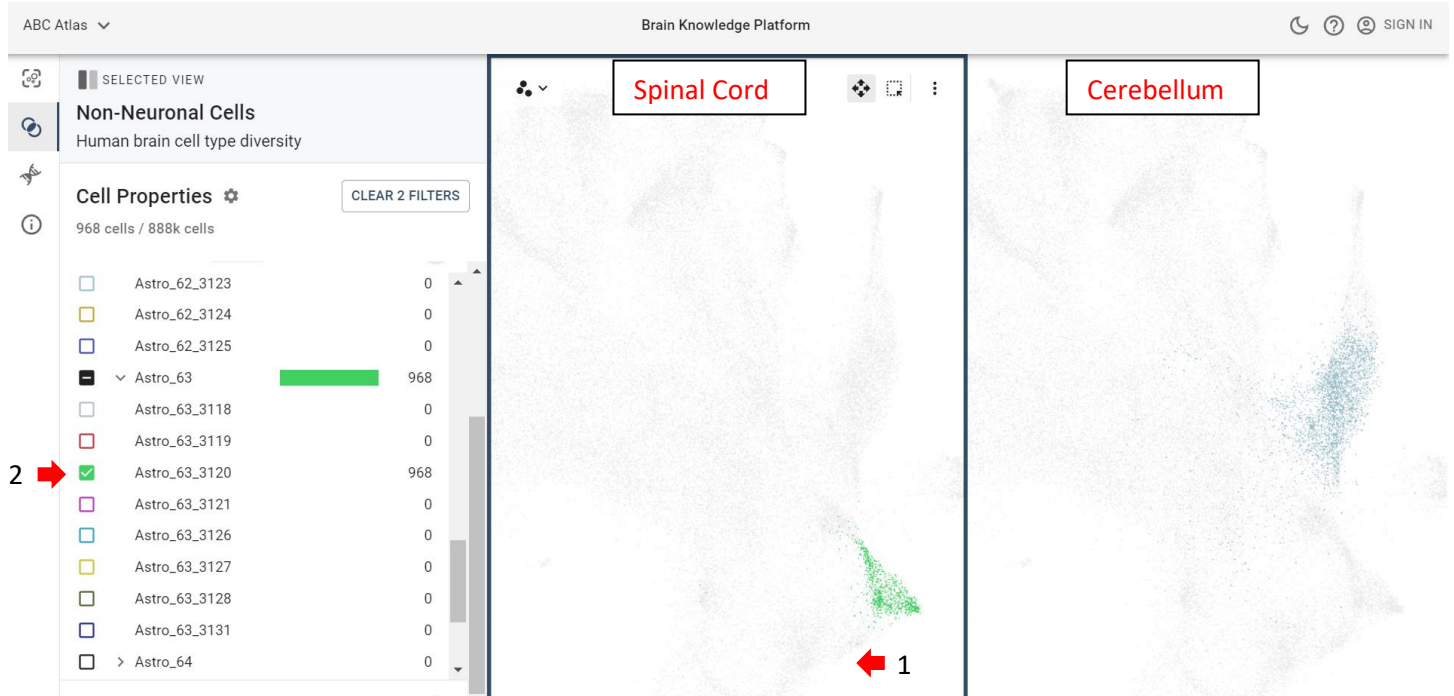 ABC Atlas
Brain Knowledge Platform
SIGN IN
SELECTED VIEW
Non-Neuronal Cells
Human brain cell type diversity
Cell Properties
CLEAR 2 FILTERS
968 cells / 888k cells
Astro_62_3123 0
Astro_62_3124 0
Astro_62_3125 0
Astro_63 968
Astro_63_3118 0
Astro_63_3119 0
2 Astro_63_3120 968
Astro_63_3121 0
Astro_63_3126 0
Astro_63_3127 0
Astro_63_3128 0
Astro_63_3131 0
Astro_64 0
Spinal Cord
1
Cerebellum